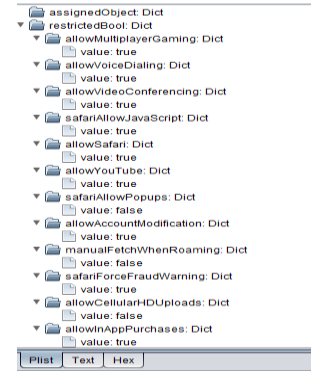 assignedObject: Dict
restrictedBool: Dict
allowMultiplayerGaming: Dict
value: true
allowVoiceDialing: Dict
value: true
allowVideoConferencing: Dict
value: true
safariAllowJavaScript: Dict
value: true
allowSafari: Dict
value: true
allowYouTube: Dict
value: true
safariAllowPopups: Dict
value: false
allowAccountModification: Dict
value: true
manualFetchWhenRoaming: Dict
value: false
safariForceFraudWarning: Dict
value: true
allowCellularHDUploads: Dict
value: false
allowInAppPurchases: Dict
value: true
Plist Text Hex